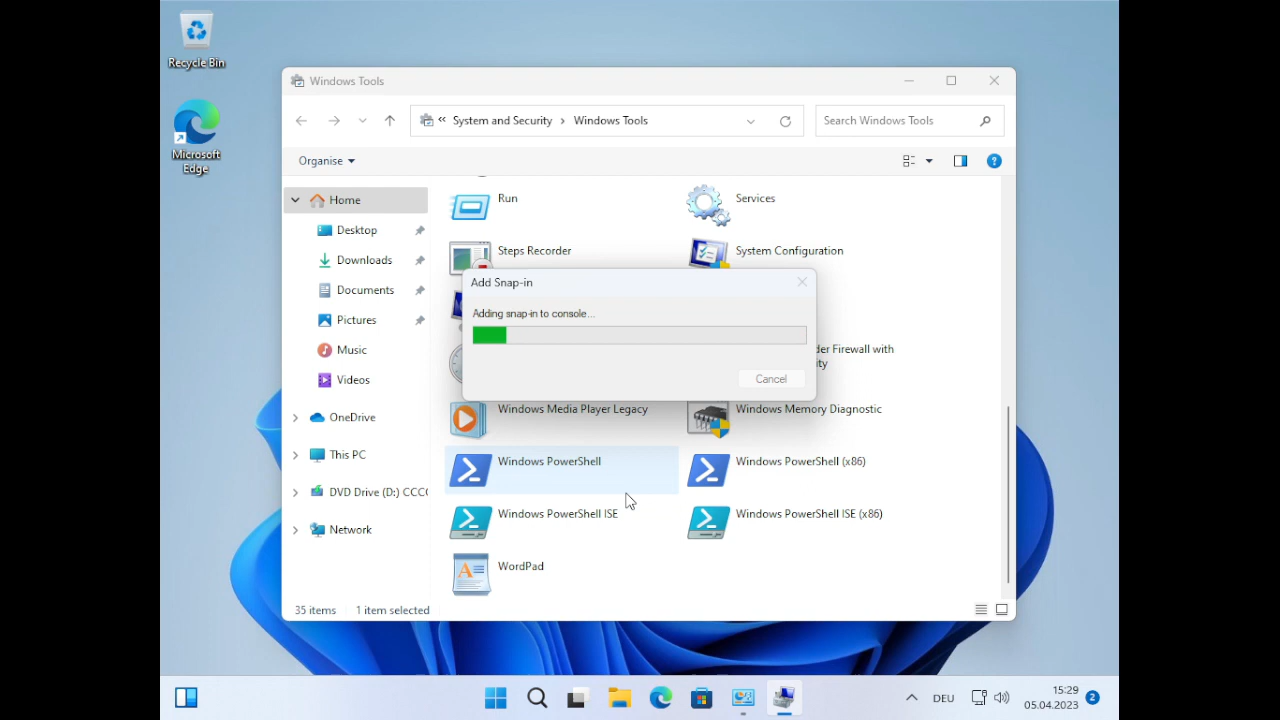 Recycle Bin
Microsoft
Edge
Windows Tools
« System and Security › Windows Tools
Search Windows Tools
Organise
Home
Desktop
Downloads
Documents
Pictures
Music
Videos
OneDrive
This PC
DVD Drive (D:) CCC
Network
Run
Services
Steps Recorder
System Configuration
Add Snap-in
Adding snap-in to console...
Cancel
der Firewall with
ity
Windows Media Player Legacy
Windows Memory Diagnostic
Windows PowerShell
Windows PowerShell (x86)
Windows PowerShell ISE
Windows PowerShell ISE (x86)
WordPad
35 items
1 item selected
DEU
15:29
05.04.2023
2